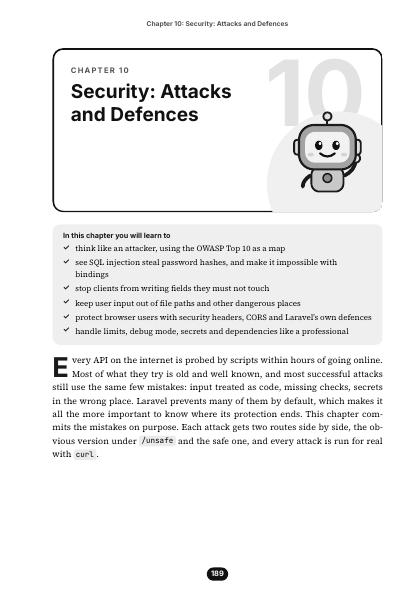 Chapter 10: Security: Attacks and Defences
CHAPTER 10
10
Security: Attacks
and Defences
In this chapter you will learn to
✓ think like an attacker, using the OWASP Top 10 as a map
✓ see SQL injection steal password hashes, and make it impossible with
bindings
✓ stop clients from writing fields they must not touch
✓ keep user input out of file paths and other dangerous places
✓ protect browser users with security headers, CORS and Laravel's own defences
✓ handle limits, debug mode, secrets and dependencies like a professional
Every API on the internet is probed by scripts within hours of going online.
Most of what they try is old and well known, and most successful attacks
still use the same few mistakes: input treated as code, missing checks, secrets
in the wrong place. Laravel prevents many of them by default, which makes it
all the more important to know where its protection ends. This chapter com-
mits the mistakes on purpose. Each attack gets two routes side by side, the ob-
vious version under /unsafe and the safe one, and every attack is run for real
with curl.
189